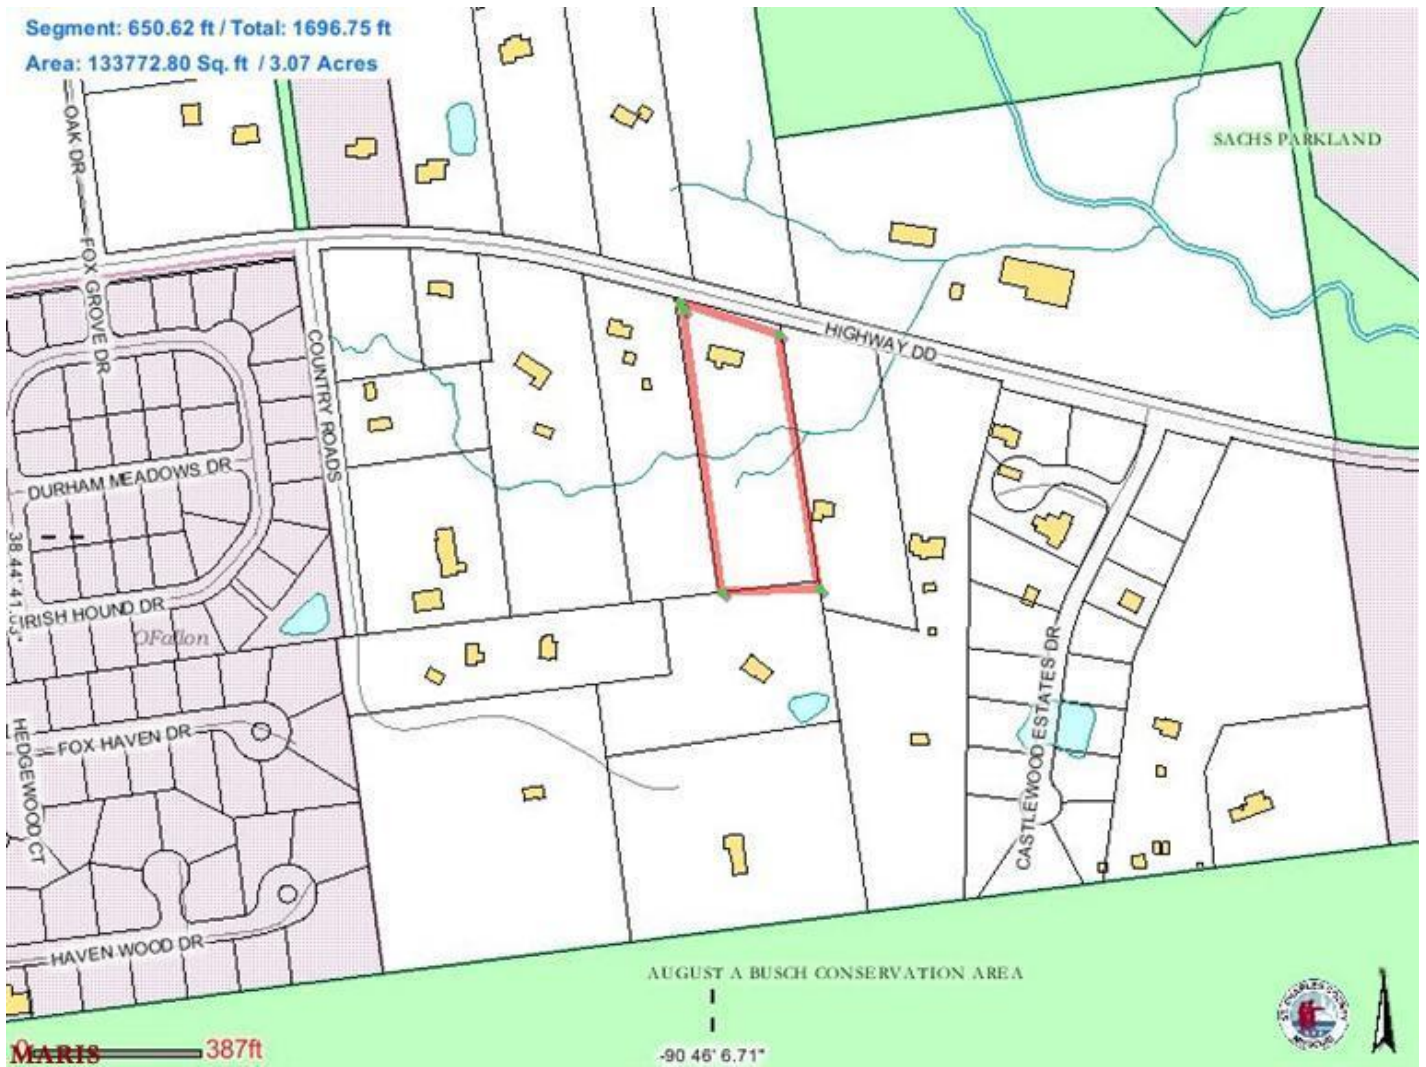 Segment: 650.62 ft / Total: 1696.75 ft
Area: 133772.80 Sq. ft / 3.07 Acres
OAK DR
FOX GROVE DR
SACHS PARKLAND
HIGHWAY DD
COUNTRY ROADS
DURHAM MEADOWS DR
IRISH HOUND DR
OFallon
HEDGEWOOD CT
FOX HAVEN DR
CASTLEWOOD ESTATES DR
HAVEN WOOD DR
AUGUST A BUSCH CONSERVATION AREA
MARIS
387ft
-90 46' 6.71"